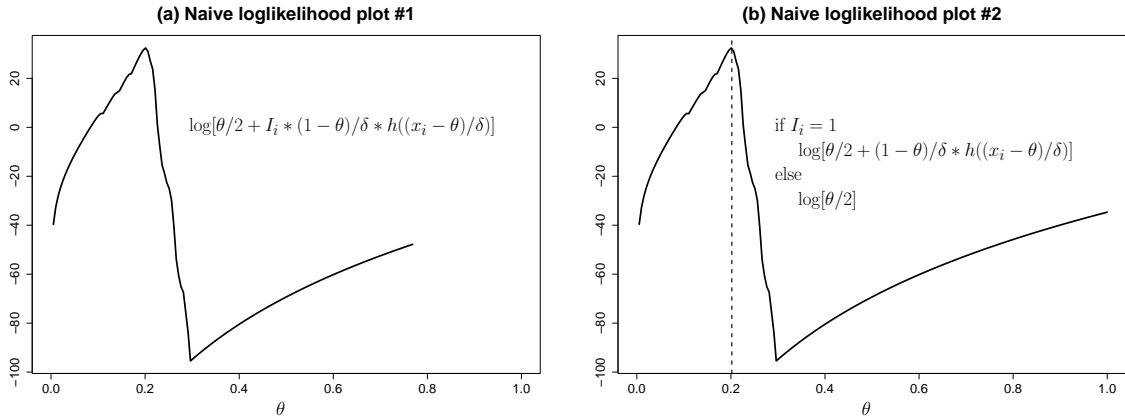 (a) Naive loglikelihood plot #1
log[θ/2 + I_i * (1 − θ)/δ * h((x_i − θ)/δ)]
20
0
−20
−40
−60
−80
−100
0.0 0.2 0.4 0.6 0.8 1.0
θ
(b) Naive loglikelihood plot #2
if I_i = 1
log[θ/2 + (1 − θ)/δ * h((x_i − θ)/δ)]
else
log[θ/2]
20
0
−20
−40
−60
−80
−100
0.0 0.2 0.4 0.6 0.8 1.0
θ